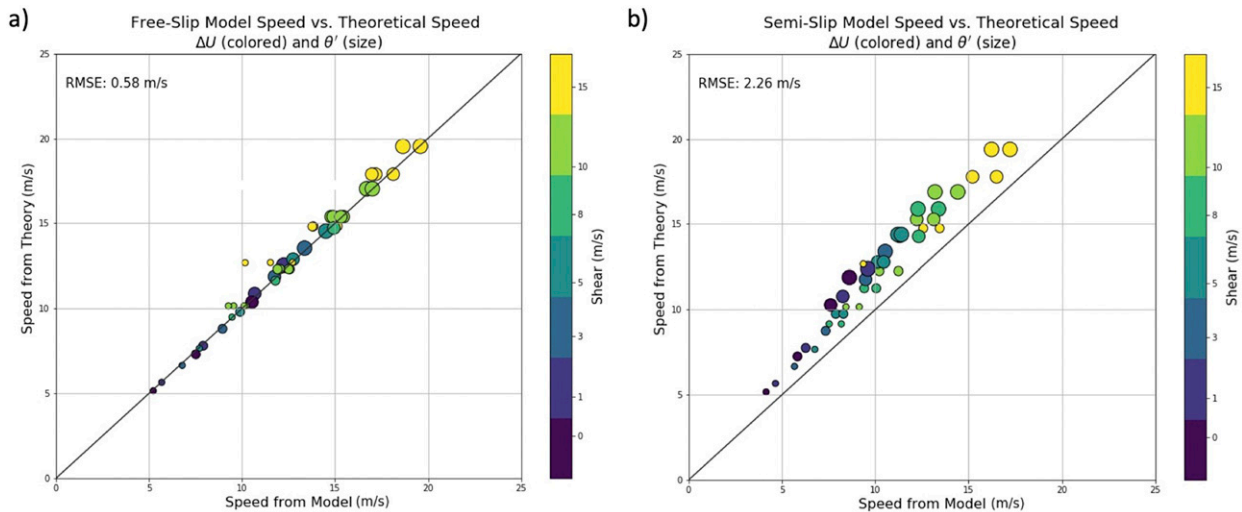 a)
Free-Slip Model Speed vs. Theoretical Speed
ΔU (colored) and θ′ (size)
RMSE: 0.58 m/s
25
20
15
10
5
0
Speed from Theory (m/s)
0 5 10 15 20 25
Speed from Model (m/s)
15
10
8
5
3
1
0
Shear (m/s)
b)
Semi-Slip Model Speed vs. Theoretical Speed
ΔU (colored) and θ′ (size)
RMSE: 2.26 m/s
25
20
15
10
5
0
Speed from Theory (m/s)
0 5 10 15 20 25
Speed from Model (m/s)
15
10
8
5
3
1
0
Shear (m/s)